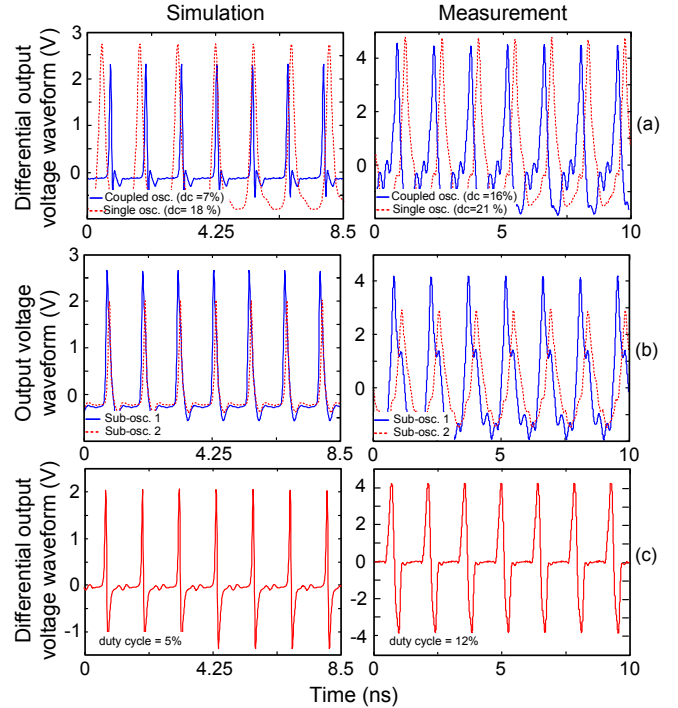 Simulation
Measurement
Differential output
voltage waveform (V)
3
2
1
0
Coupled osc. (dc =7%)
Single osc. (dc= 18 %)
0
4.25
8.5
4
2
0
Coupled osc. (dc =16%)
Single osc. (dc=21 %)
0
5
10
(a)
Output voltage
waveform (V)
3
2
1
0
Sub-osc. 1
Sub-osc. 2
0
4.25
8.5
4
2
0
Sub-osc. 1
Sub-osc. 2
0
5
10
(b)
Differential output
voltage waveform (V)
2
1
0
-1
duty cycle = 5%
0
4.25
8.5
4
2
0
-2
-4
duty cycle = 12%
0
5
10
(c)
Time (ns)